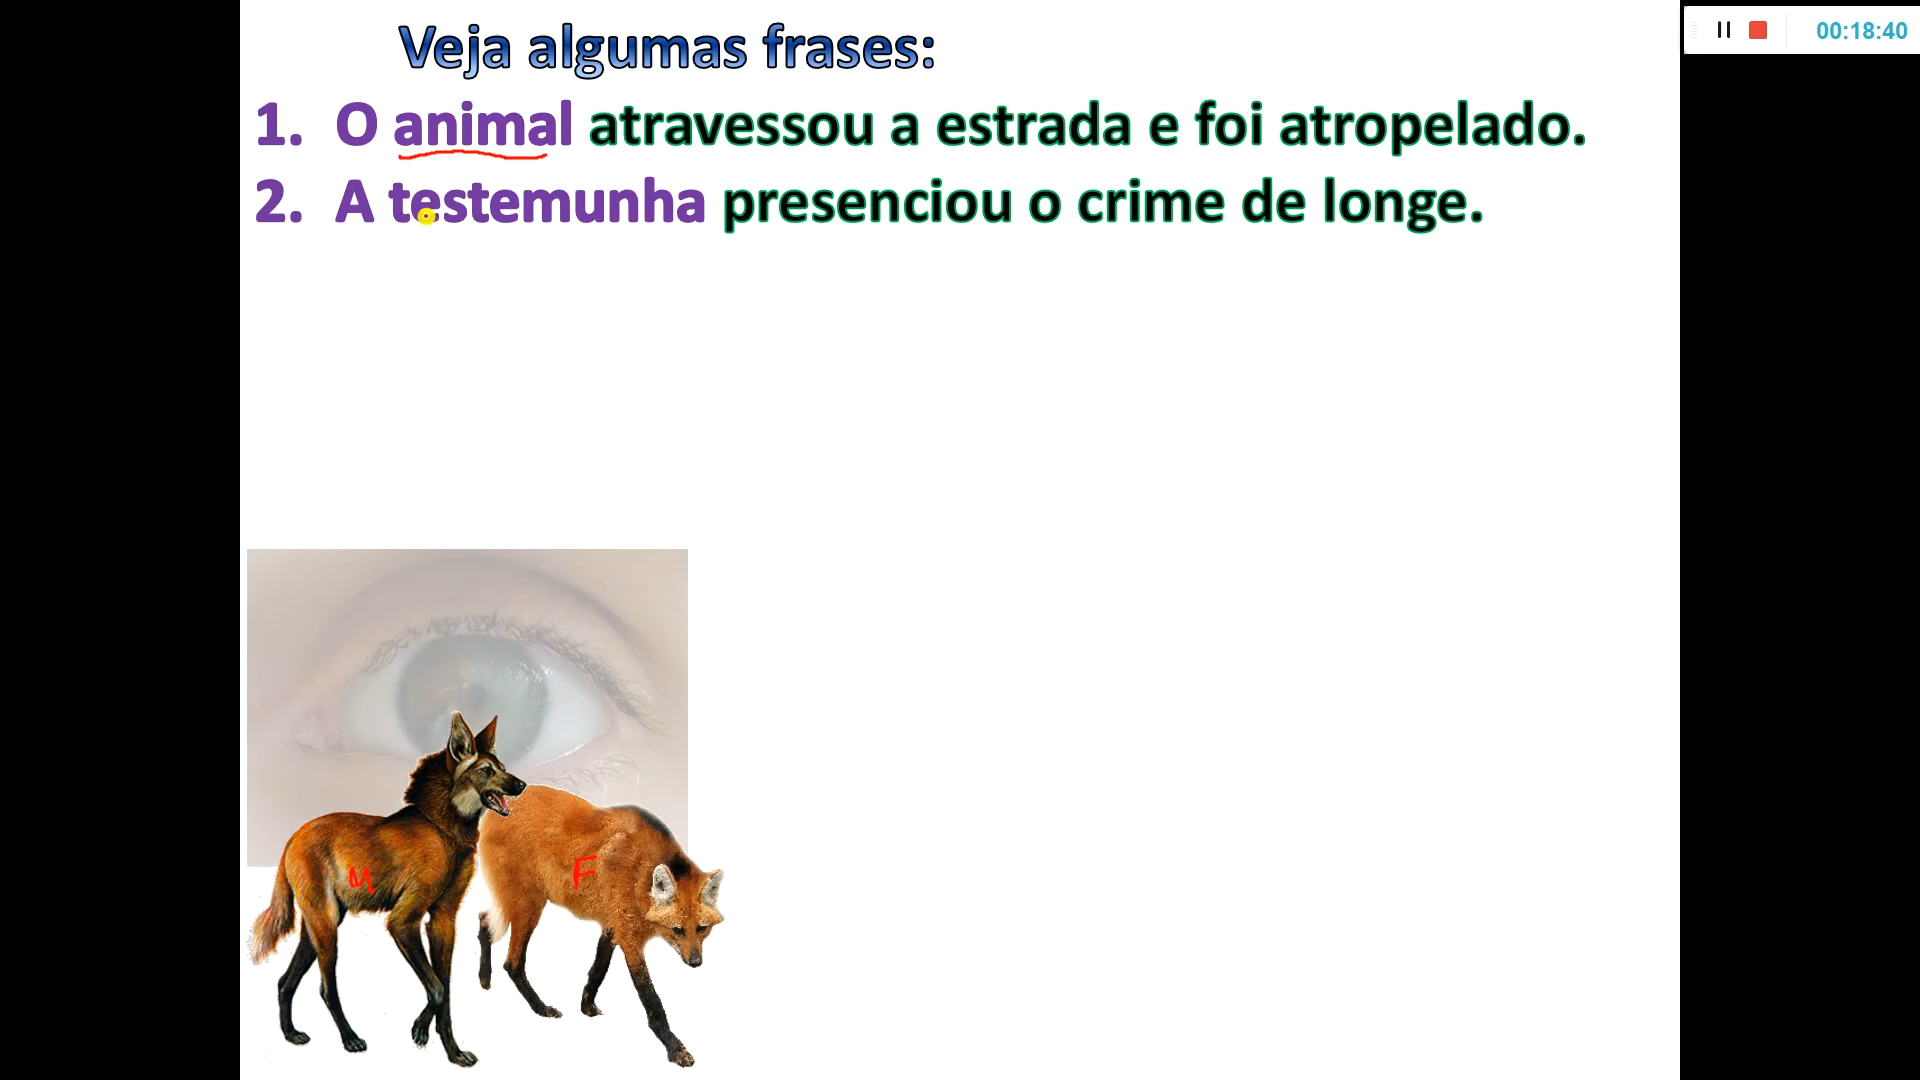 Veja algumas frases:
00:18:40
1. O animal atravessou a estrada e foi atropelado.
2. A testemunha presenciou o crime de longe.
M F